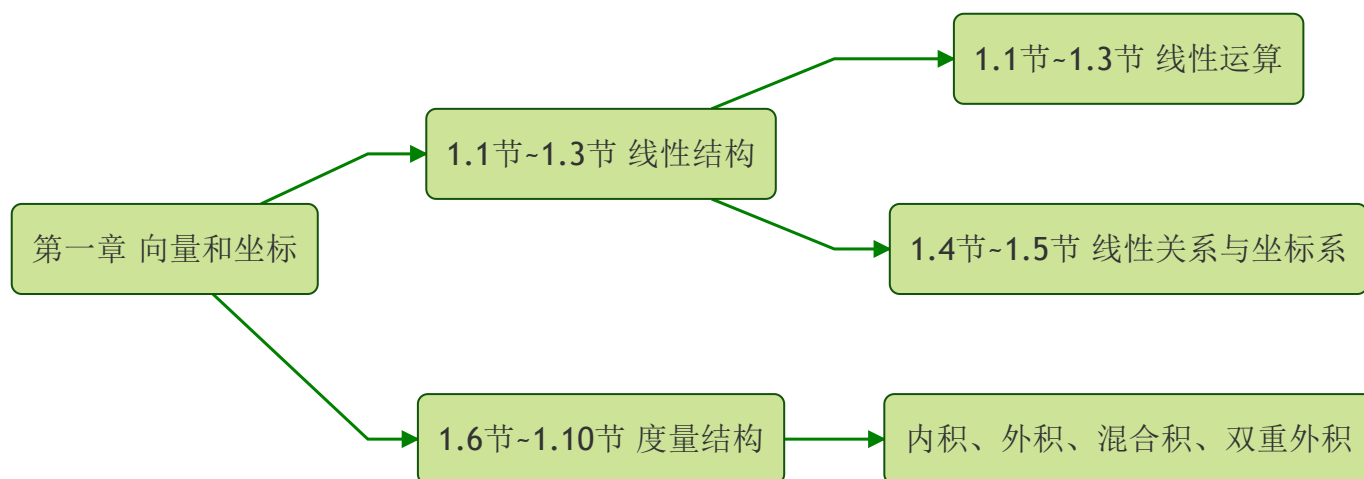 1.1节~1.3节 线性运算
1.1节~1.3节 线性结构
第一章 向量和坐标
1.4节~1.5节 线性关系与坐标系
1.6节~1.10节 度量结构
内积、外积、混合积、双重外积